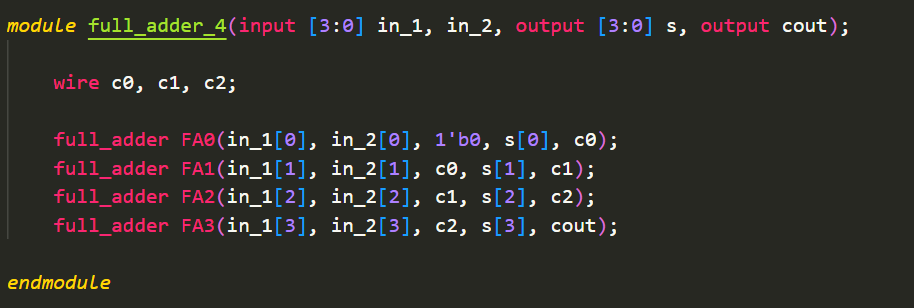 module full_adder_4(input [3:0] in_1, in_2, output [3:0] s, output cout);
wire c0, c1, c2;
full_adder FA0(in_1[0], in_2[0], 1'b0, s[0], c0);
full_adder FA1(in_1[1], in_2[1], c0, s[1], c1);
full_adder FA2(in_1[2], in_2[2], c1, s[2], c2);
full_adder FA3(in_1[3], in_2[3], c2, s[3], cout);
endmodule